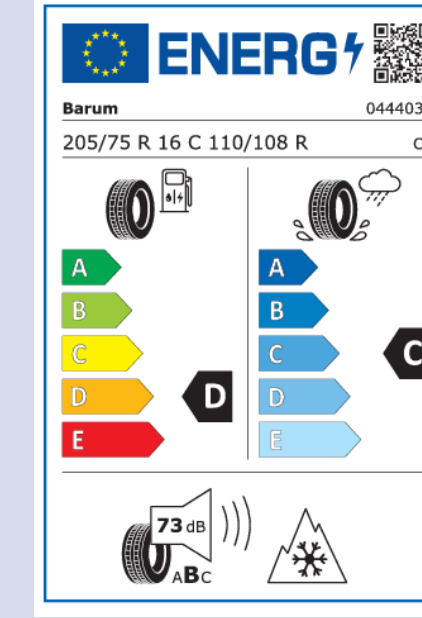 ENERG
Barum 044403
205/75 R 16 C 110/108 R C
A A
B B
C C C
D D D
E E
73 dB
ABC